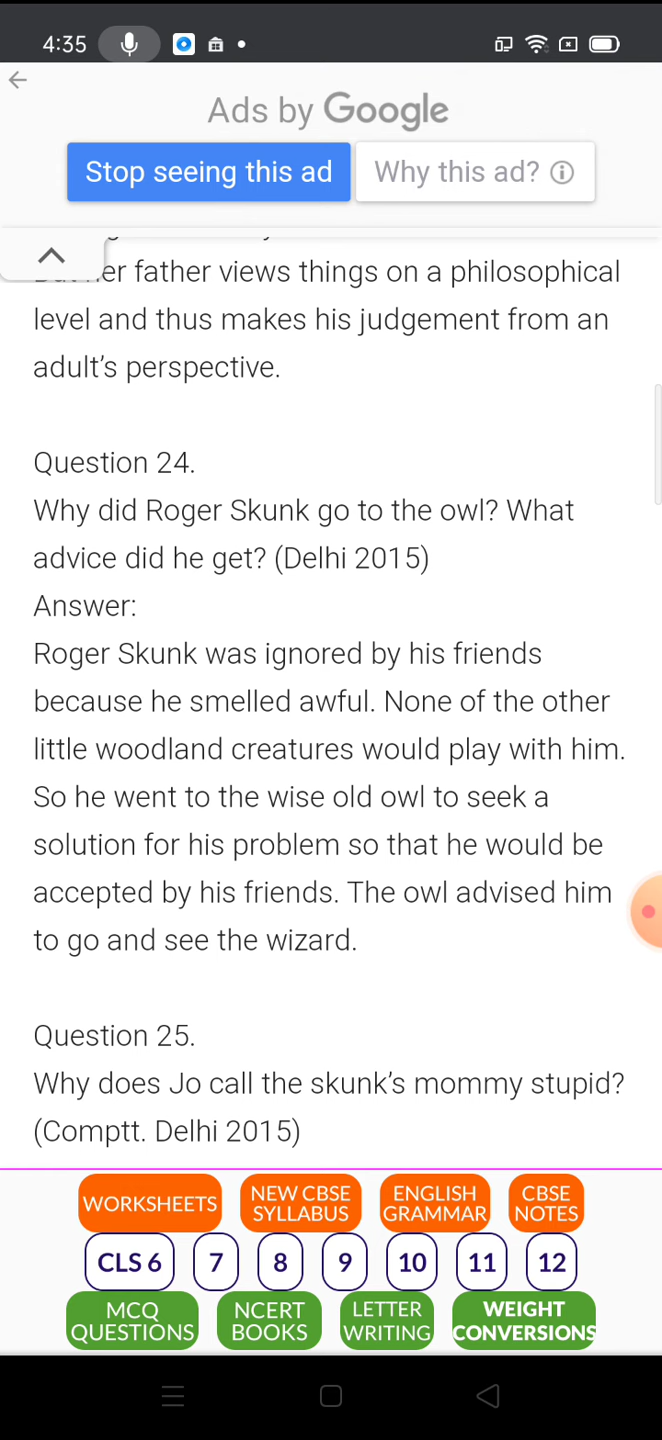 4:35
Ads by Google
Stop seeing this ad
Why this ad?
father views things on a philosophical
level and thus makes his judgement from an
adult's perspective.
Question 24.
Why did Roger Skunk go to the owl? What
advice did he get? (Delhi 2015)
Answer:
Roger Skunk was ignored by his friends
because he smelled awful. None of the other
little woodland creatures would play with him.
So he went to the wise old owl to seek a
solution for his problem so that he would be
accepted by his friends. The owl advised him
to go and see the wizard.
Question 25.
Why does Jo call the skunk's mommy stupid?
(Comptt. Delhi 2015)
WORKSHEETS
NEW CBSE
SYLLABUS
ENGLISH
GRAMMAR
CBSE
NOTES
CLS 6 7 8 9 10 11 12
MCQ
QUESTIONS
NCERT
BOOKS
LETTER
WRITING
WEIGHT
CONVERSIONS